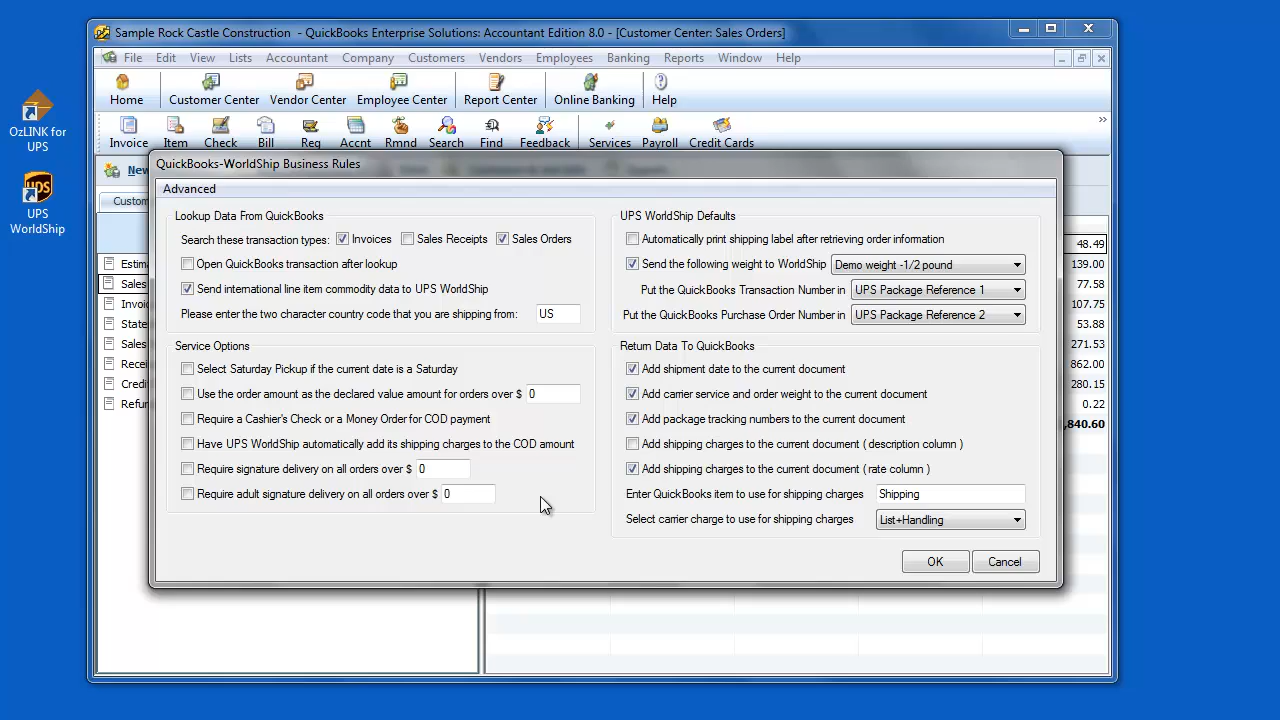 Sample Rock Castle Construction - QuickBooks Enterprise Solutions: Accountant Edition 8.0 - [Customer Center: Sales Orders]
File Edit View Lists Accountant Company Customers Vendors Employees Banking Reports Window Help
Home Customer Center Vendor Center Employee Center Report Center Online Banking Help
Invoice Item Check Bill Reg Accnt Rmnd Search Find Feedback Services Payroll Credit Cards
OzLINK for
UPS
UPS
WorldShip
New
Custom
Estima
Sales
Invoic
State
Sales
Recei
Credi
Refur
QuickBooks-WorldShip Business Rules
Advanced
Lookup Data From QuickBooks
Search these transaction types: Invoices Sales Receipts Sales Orders
Open QuickBooks transaction after lookup
Send international line item commodity data to UPS WorldShip
Please enter the two character country code that you are shipping from: US
Service Options
Select Saturday Pickup if the current date is a Saturday
Use the order amount as the declared value amount for orders over $ 0
Require a Cashier's Check or a Money Order for COD payment
Have UPS WorldShip automatically add its shipping charges to the COD amount
Require signature delivery on all orders over $ 0
Require adult signature delivery on all orders over $ 0
UPS WorldShip Defaults
Automatically print shipping label after retrieving order information
Send the following weight to WorldShip Demo weight -1/2 pound
Put the QuickBooks Transaction Number in UPS Package Reference 1
Put the QuickBooks Purchase Order Number in UPS Package Reference 2
Return Data To QuickBooks
Add shipment date to the current document
Add carrier service and order weight to the current document
Add package tracking numbers to the current document
Add shipping charges to the current document ( description column )
Add shipping charges to the current document ( rate column )
Enter QuickBooks item to use for shipping charges Shipping
Select carrier charge to use for shipping charges List+Handling
OK Cancel
48.49
139.00
77.58
107.75
53.88
271.53
862.00
280.15
0.22
,840.60